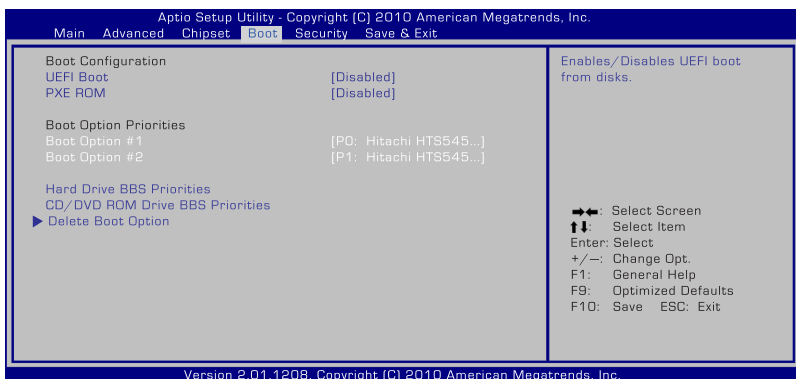 Aptio Setup Utility - Copyright (C) 2010 American Megatrends, Inc.
Main Advanced Chipset Boot Security Save & Exit
Boot Configuration
UEFI Boot [Disabled]
PXE ROM [Disabled]
Boot Option Priorities
Boot Option #1 [P0: Hitachi HTS545...]
Boot Option #2 [P1: Hitachi HTS545...]
Hard Drive BBS Priorities
CD/DVD ROM Drive BBS Priorities
▶ Delete Boot Option
Enables/Disables UEFI boot
from disks.
➡⬅: Select Screen
⬆⬇: Select Item
Enter: Select
+/—: Change Opt.
F1: General Help
F9: Optimized Defaults
F10: Save ESC: Exit
Version 2.01.1208. Copyright (C) 2010 American Megatrends, Inc.